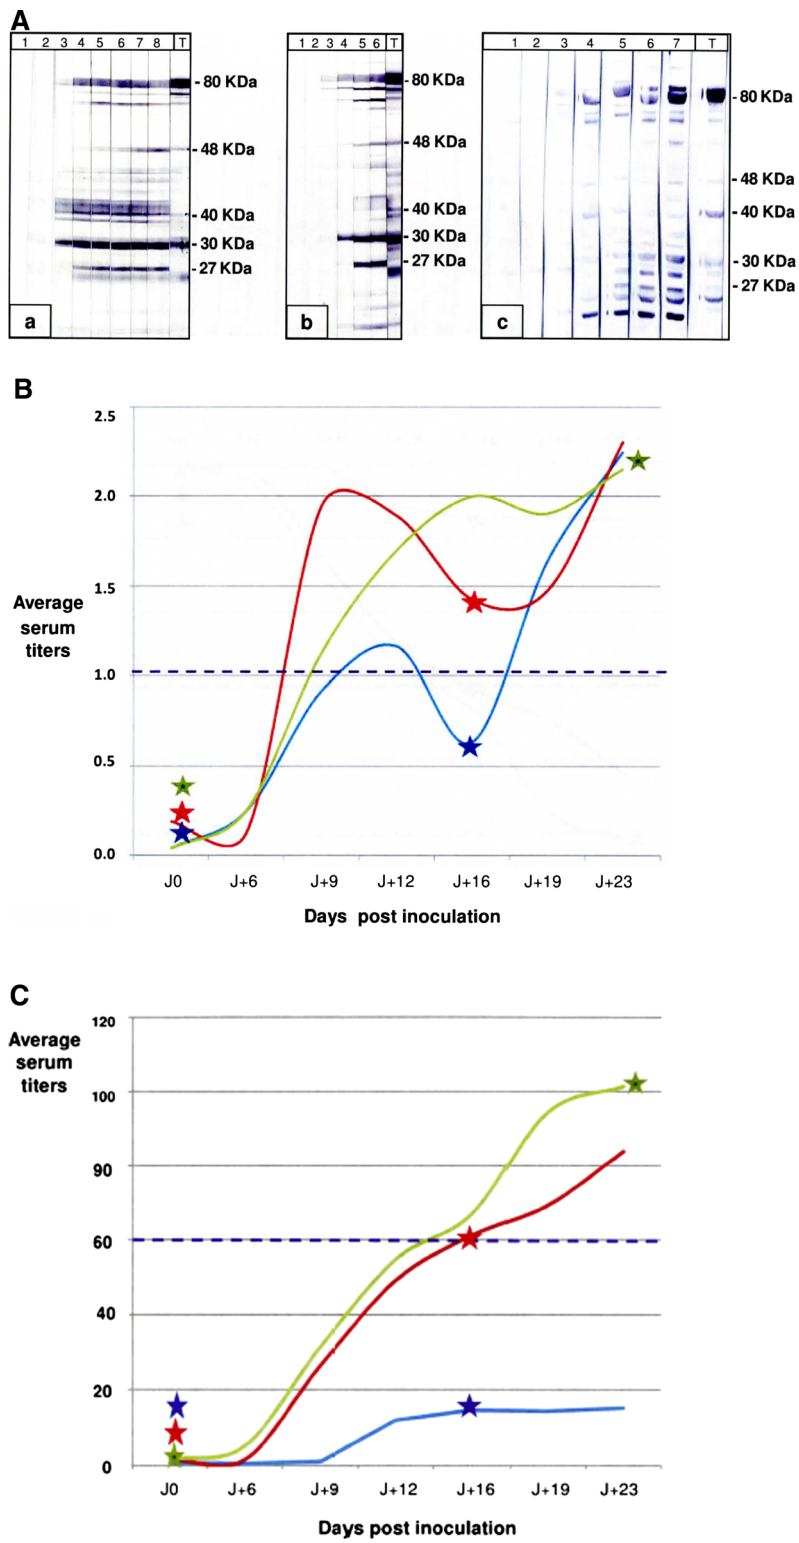 A
1 2 3 4 5 6 7 8 T
1 2 3 4 5 6 T
1 2 3 4 5 6 7 T
- 80 KDa
- 48 KDa
- 40 KDa
- 30 KDa
- 27 KDa
a
- 80 KDa
- 48 KDa
- 40 KDa
- 30 KDa
- 27 KDa
b
- 80 KDa
- 48 KDa
- 40 KDa
- 30 KDa
- 27 KDa
c
B
2.5
2.0
1.5
1.0
0.5
0.0
Average
serum
titers
J0 J+6 J+9 J+12 J+16 J+19 J+23
Days post inoculation
C
Average
serum
titers
120
100
90
60
40
20
0
J0 J+6 J+9 J+12 J+16 J+19 J+23
Days post inoculation